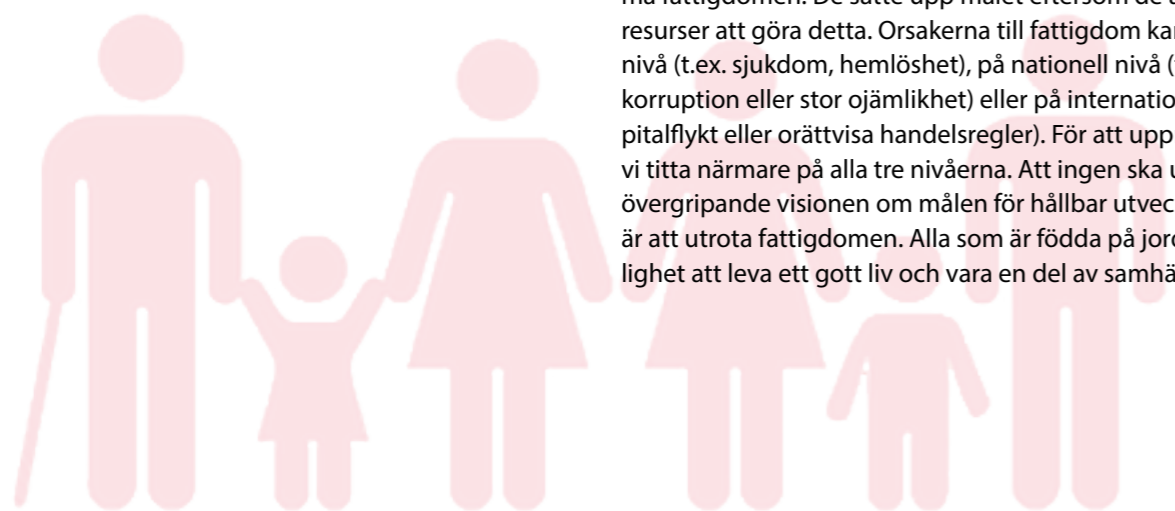 fattigdomen. De satte upp målet eftersom de
resurser att göra detta. Orsakerna till fattigdom
nivå (t.ex. sjukdom, hemlöshet), på nationell nivå
korruption eller stor ojämlikhet) eller på
pitalflykt eller orättvisa handelsregler). För att
vi titta närmare på alla tre nivåerna. Att ingen ska
övergripande visionen om målen för hållbar
är att utrota fattigdomen. Alla som är födda på
lighet att leva ett gott liv och vara en del av